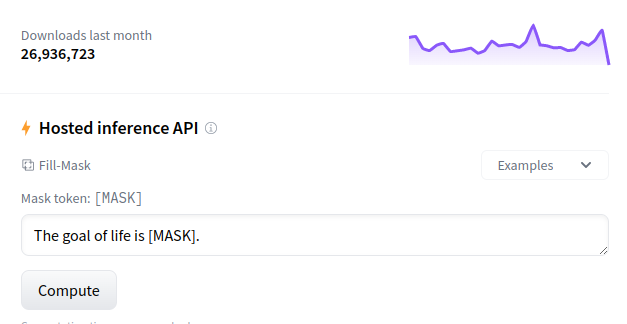 Downloads last month
26,936,723
Hosted inference API
Fill-Mask
Examples
Mask token: [MASK]
The goal of life is [MASK].
Compute